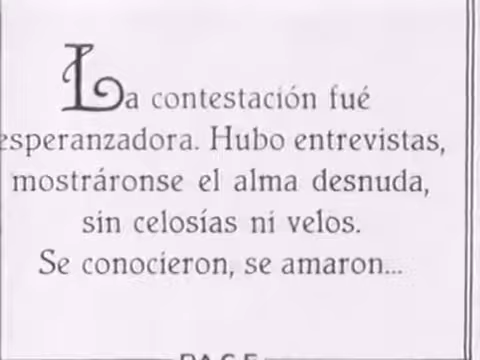 La contestación fué
esperanzadora. Hubo entrevistas,
mostráronse el alma desnuda,
sin celosías ni velos.
Se conocieron, se amaron...